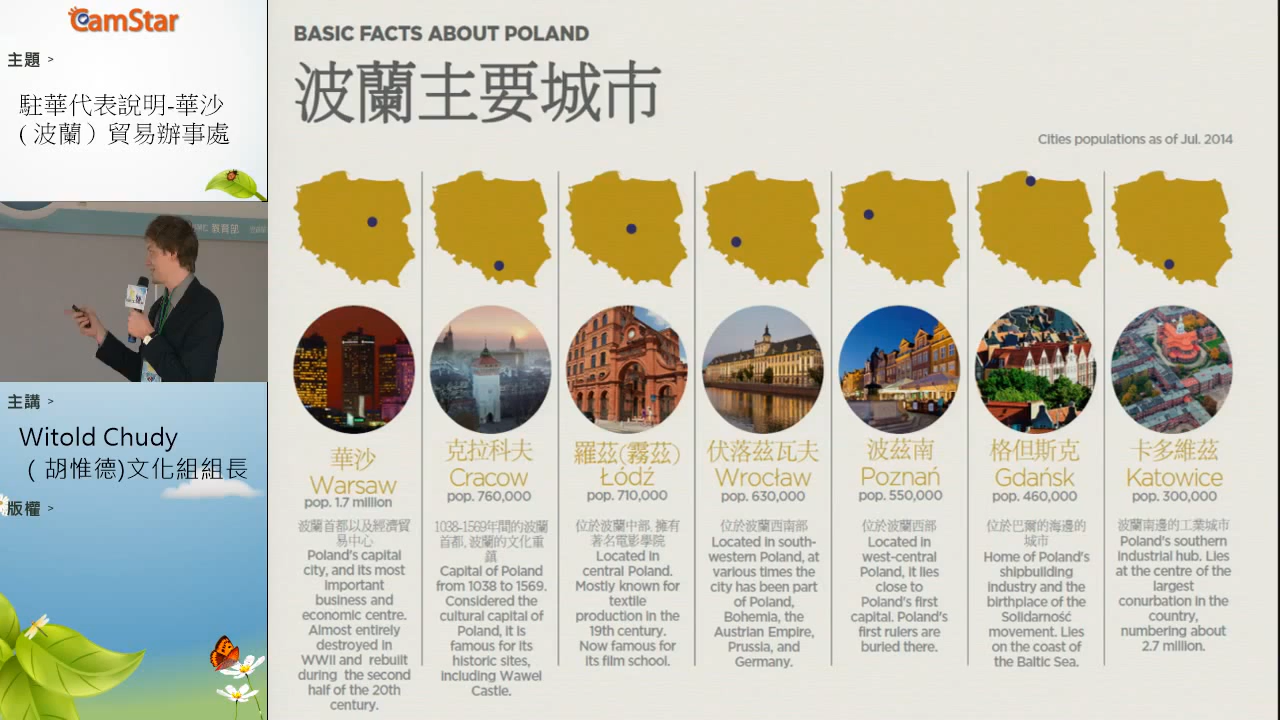 CamStar
主題 >
駐華代表說明-華沙
(波蘭)貿易辦事處
教育部
主講 >
Witold Chudy
(胡惟德)文化組組長
版權 >
BASIC FACTS ABOUT POLAND
波蘭主要城市
Cities populations as of Jul. 2014
華沙
Warsaw
pop. 1.7 million
波蘭首都以及經濟貿
易中心
Poland's capital
city, and its most
important
business and
economic centre.
Almost entirely
destroyed in
WWII and rebuilt
during the second
half of the 20th
century.
克拉科夫
Cracow
pop. 760,000
1038-1569年間的波蘭
首都, 波蘭的文化重
鎮
Capital of Poland
from 1038 to 1569.
Considered the
cultural capital of
Poland, it is
famous for its
historic sites,
including Wawel
Castle.
羅茲(霧茲)
Łódź
pop. 710,000
位於波蘭中部, 擁有
著名電影學院
Located in
central Poland.
Mostly known for
textile
production in the
19th century.
Now famous for
its film school.
伏落茲瓦夫
Wrocław
pop. 630,000
位於波蘭西南部
Located in south-
western Poland, at
various times the
city has been part
of Poland,
Bohemia, the
Austrian Empire,
Prussia, and
Germany.
波茲南
Poznań
pop. 550,000
位於波蘭西部
Located in
west-central
Poland, it lies
close to
Poland's first
capital. Poland's
first rulers are
buried there.
格但斯克
Gdańsk
pop. 460,000
位於巴爾的海邊的
城市
Home of Poland's
shipbuilding
industry and the
birthplace of the
Solidarność
movement. Lies
on the coast of
the Baltic Sea.
卡多維茲
Katowice
pop. 300,000
波蘭南邊的工業城市
Poland's southern
industrial hub. Lies
at the centre of the
largest
conurbation in the
country,
numbering about
2.7 million.